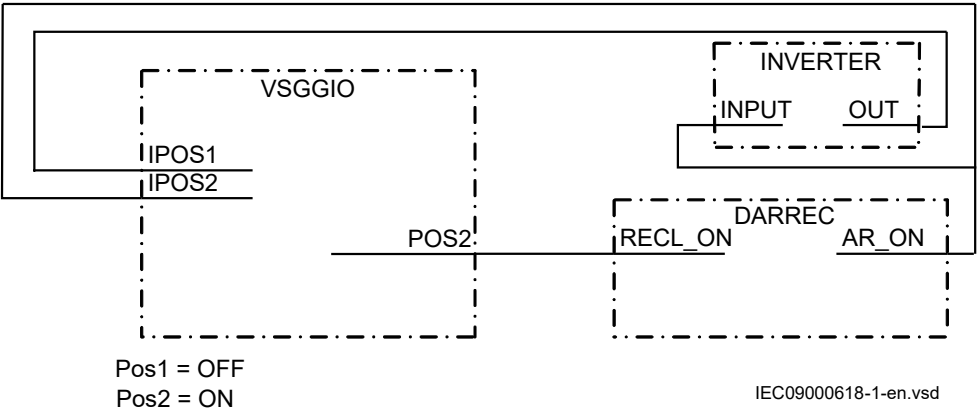 INVERTER
VSGGIO
INPUT OUT
IPOS1
IPOS2
DARREC
POS2 RECL_ON AR_ON
Pos1 = OFF
Pos2 = ON
IEC09000618-1-en.vsd